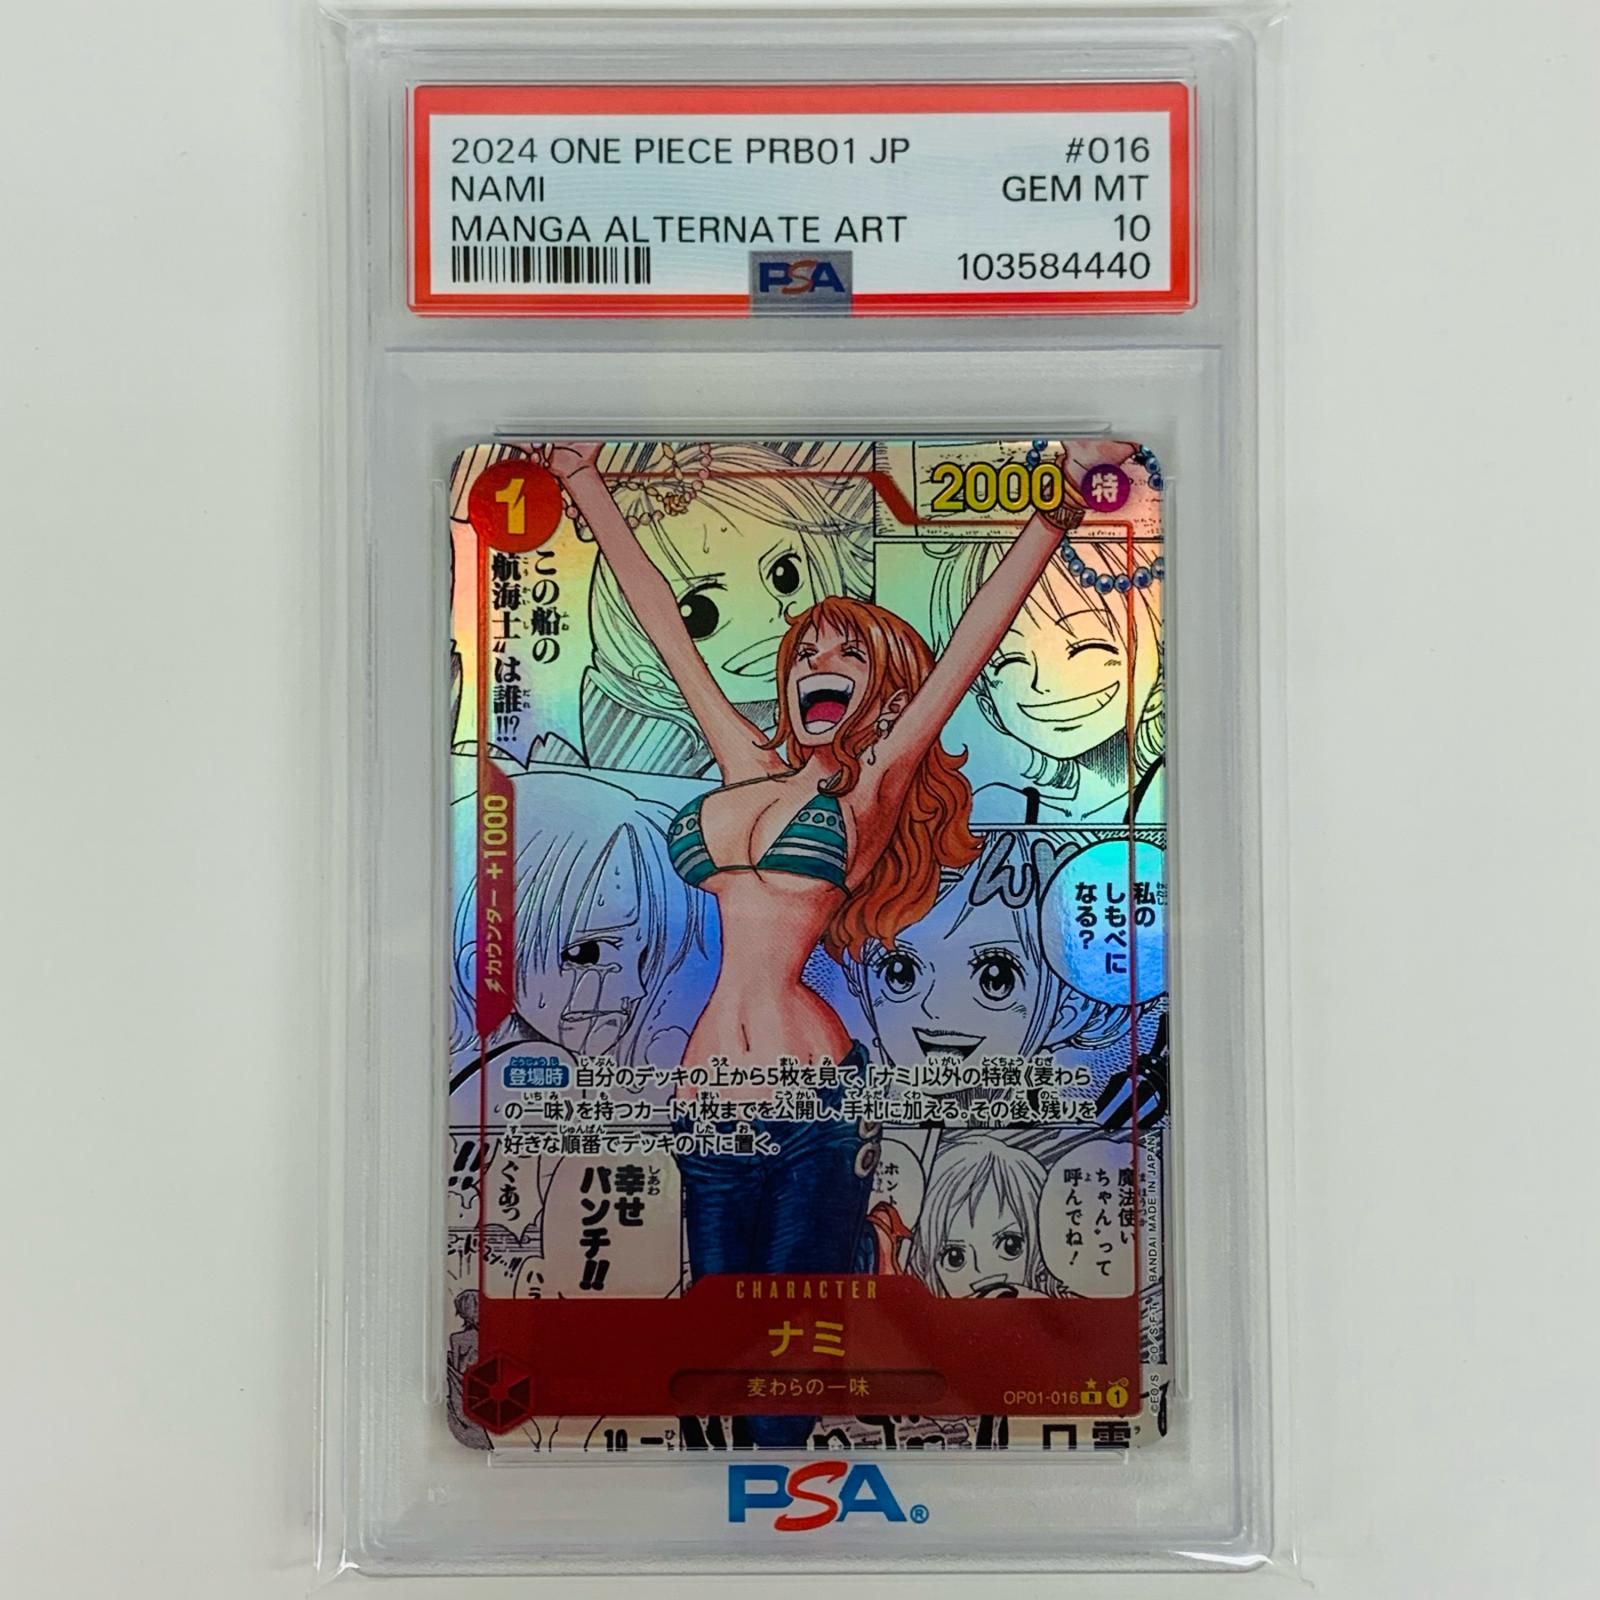 2024 ONE PIECE PRB01 JP #016
NAMI GEM MT
MANGA ALTERNATE ART 10
103584440
PSA
1
2000 特
この船の
航海士"は誰!!?
カウンター +1000
私の
しもべに
なる?
登場時 自分のデッキの上から5枚を見て、「ナミ」以外の特徴《麦わら
の一味》を持つカード1枚までを公開し、手札に加える。その後、残りを
好きな順番でデッキの下に置く。
魔法使い
ちゃん"って
呼んでね!
ホント
幸せ
パンチ!!
ぐあっ
CHARACTER
ナミ
麦わらの一味
OP01-016 R 1
BANDAI MADE IN JAPAN
PSA®